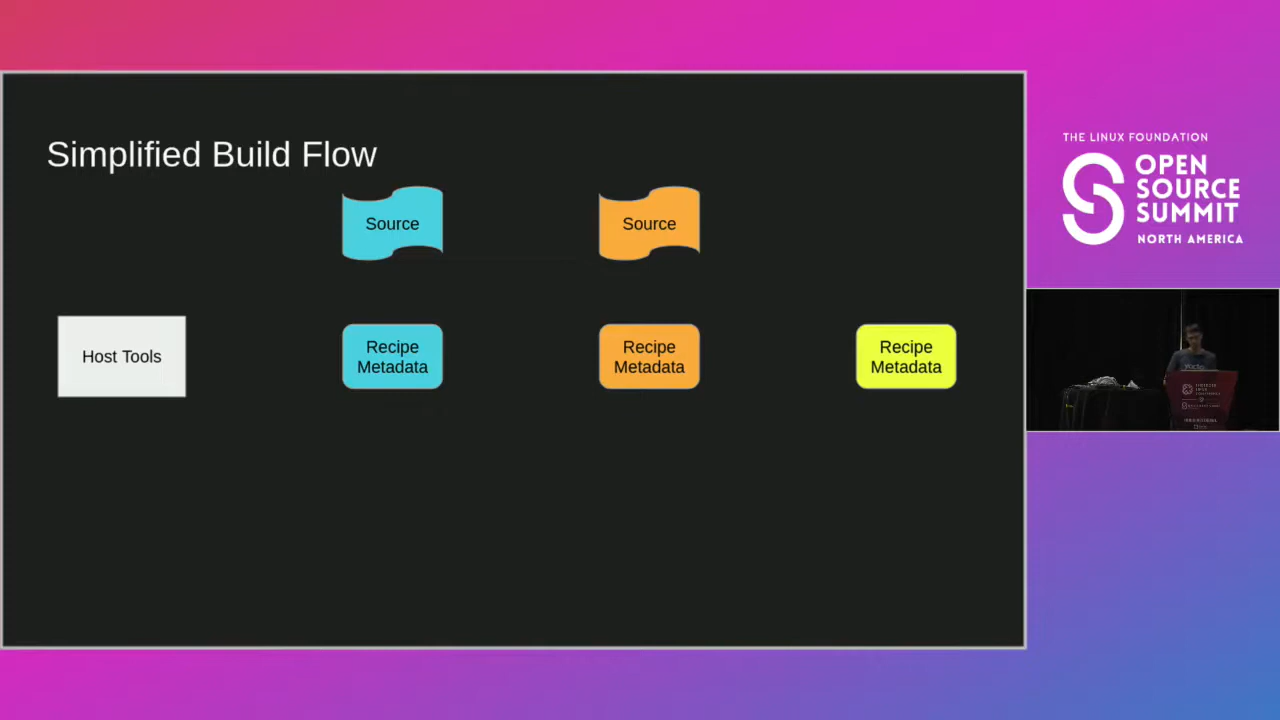 Simplified Build Flow
Source
Source
Host Tools
Recipe
Metadata
Recipe
Metadata
Recipe
Metadata
THE LINUX FOUNDATION
OPEN
SOURCE
SUMMIT
NORTH AMERICA